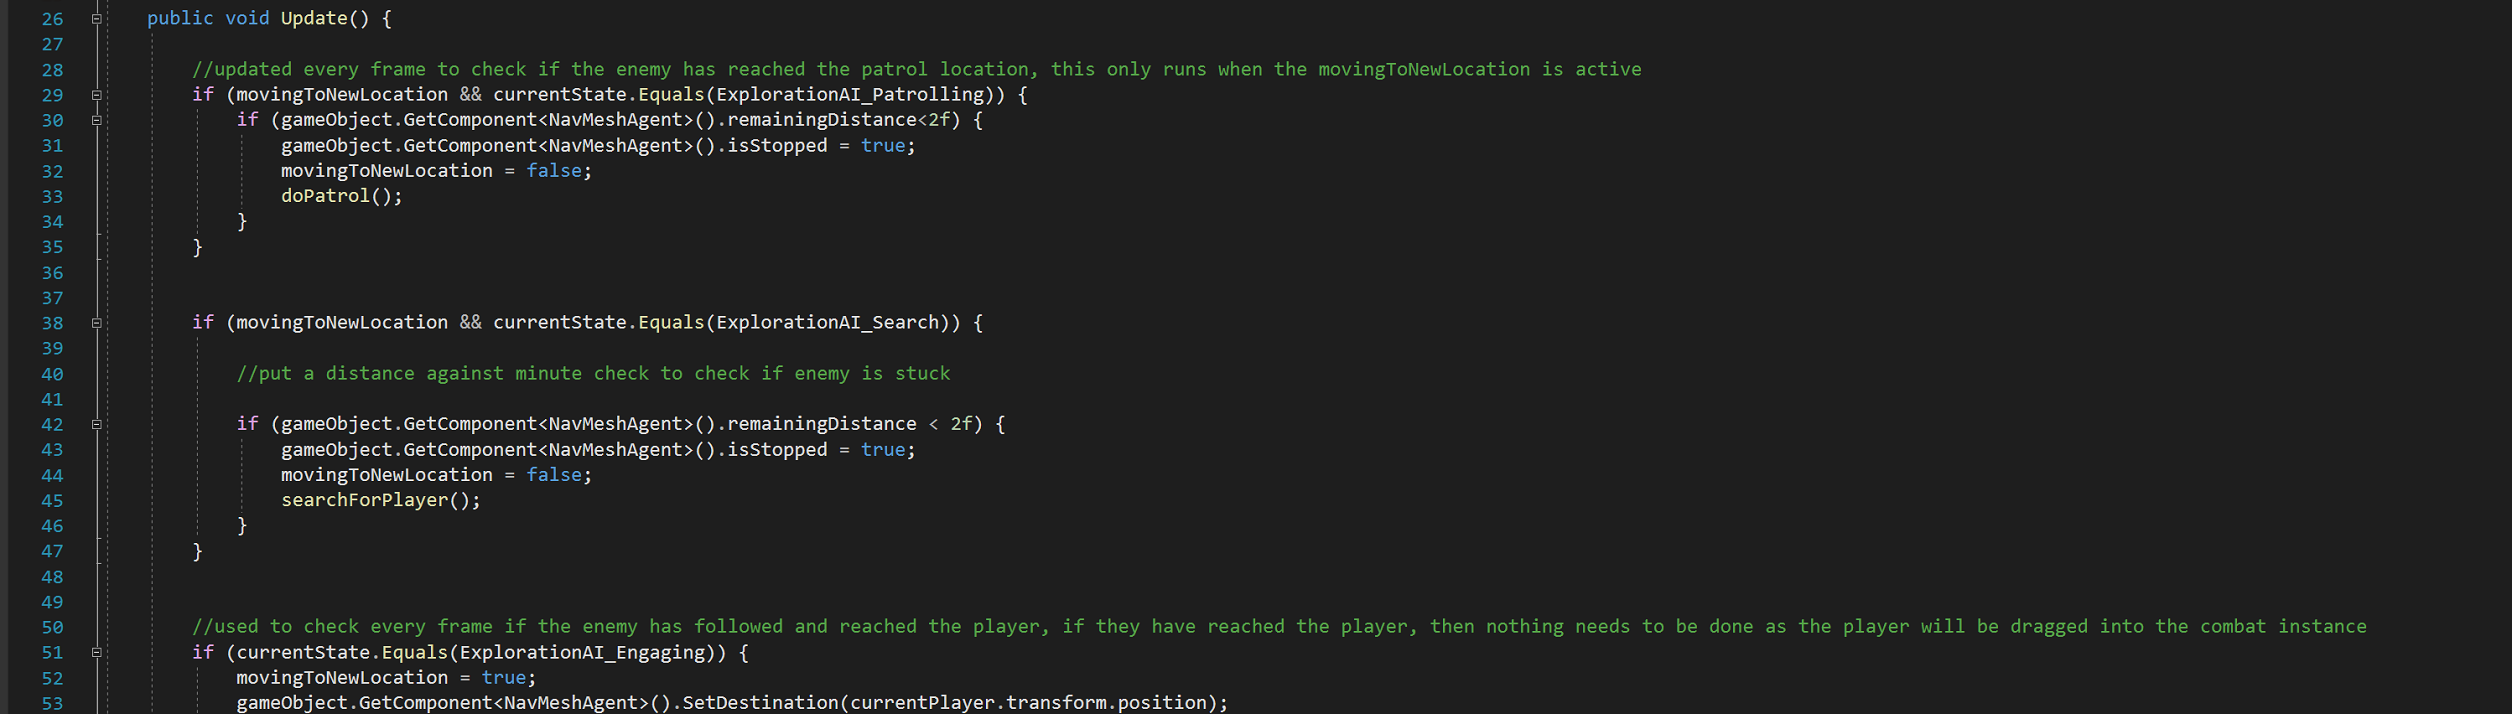 26 public void Update() {
27
28 //updated every frame to check if the enemy has reached the patrol location, this only runs when the movingToNewLocation is active
29 if (movingToNewLocation && currentState.Equals(ExplorationAI_Patrolling)) {
30 if (gameObject.GetComponent<NavMeshAgent>().remainingDistance<2f) {
31 gameObject.GetComponent<NavMeshAgent>().isStopped = true;
32 movingToNewLocation = false;
33 doPatrol();
34 }
35 }
36
37
38 if (movingToNewLocation && currentState.Equals(ExplorationAI_Search)) {
39
40 //put a distance against minute check to check if enemy is stuck
41
42 if (gameObject.GetComponent<NavMeshAgent>().remainingDistance < 2f) {
43 gameObject.GetComponent<NavMeshAgent>().isStopped = true;
44 movingToNewLocation = false;
45 searchForPlayer();
46 }
47 }
48
49
50 //used to check every frame if the enemy has followed and reached the player, if they have reached the player, then nothing needs to be done as the player will be dragged into the combat instance
51 if (currentState.Equals(ExplorationAI_Engaging)) {
52 movingToNewLocation = true;
53 gameObject.GetComponent<NavMeshAgent>().SetDestination(currentPlayer.transform.position);